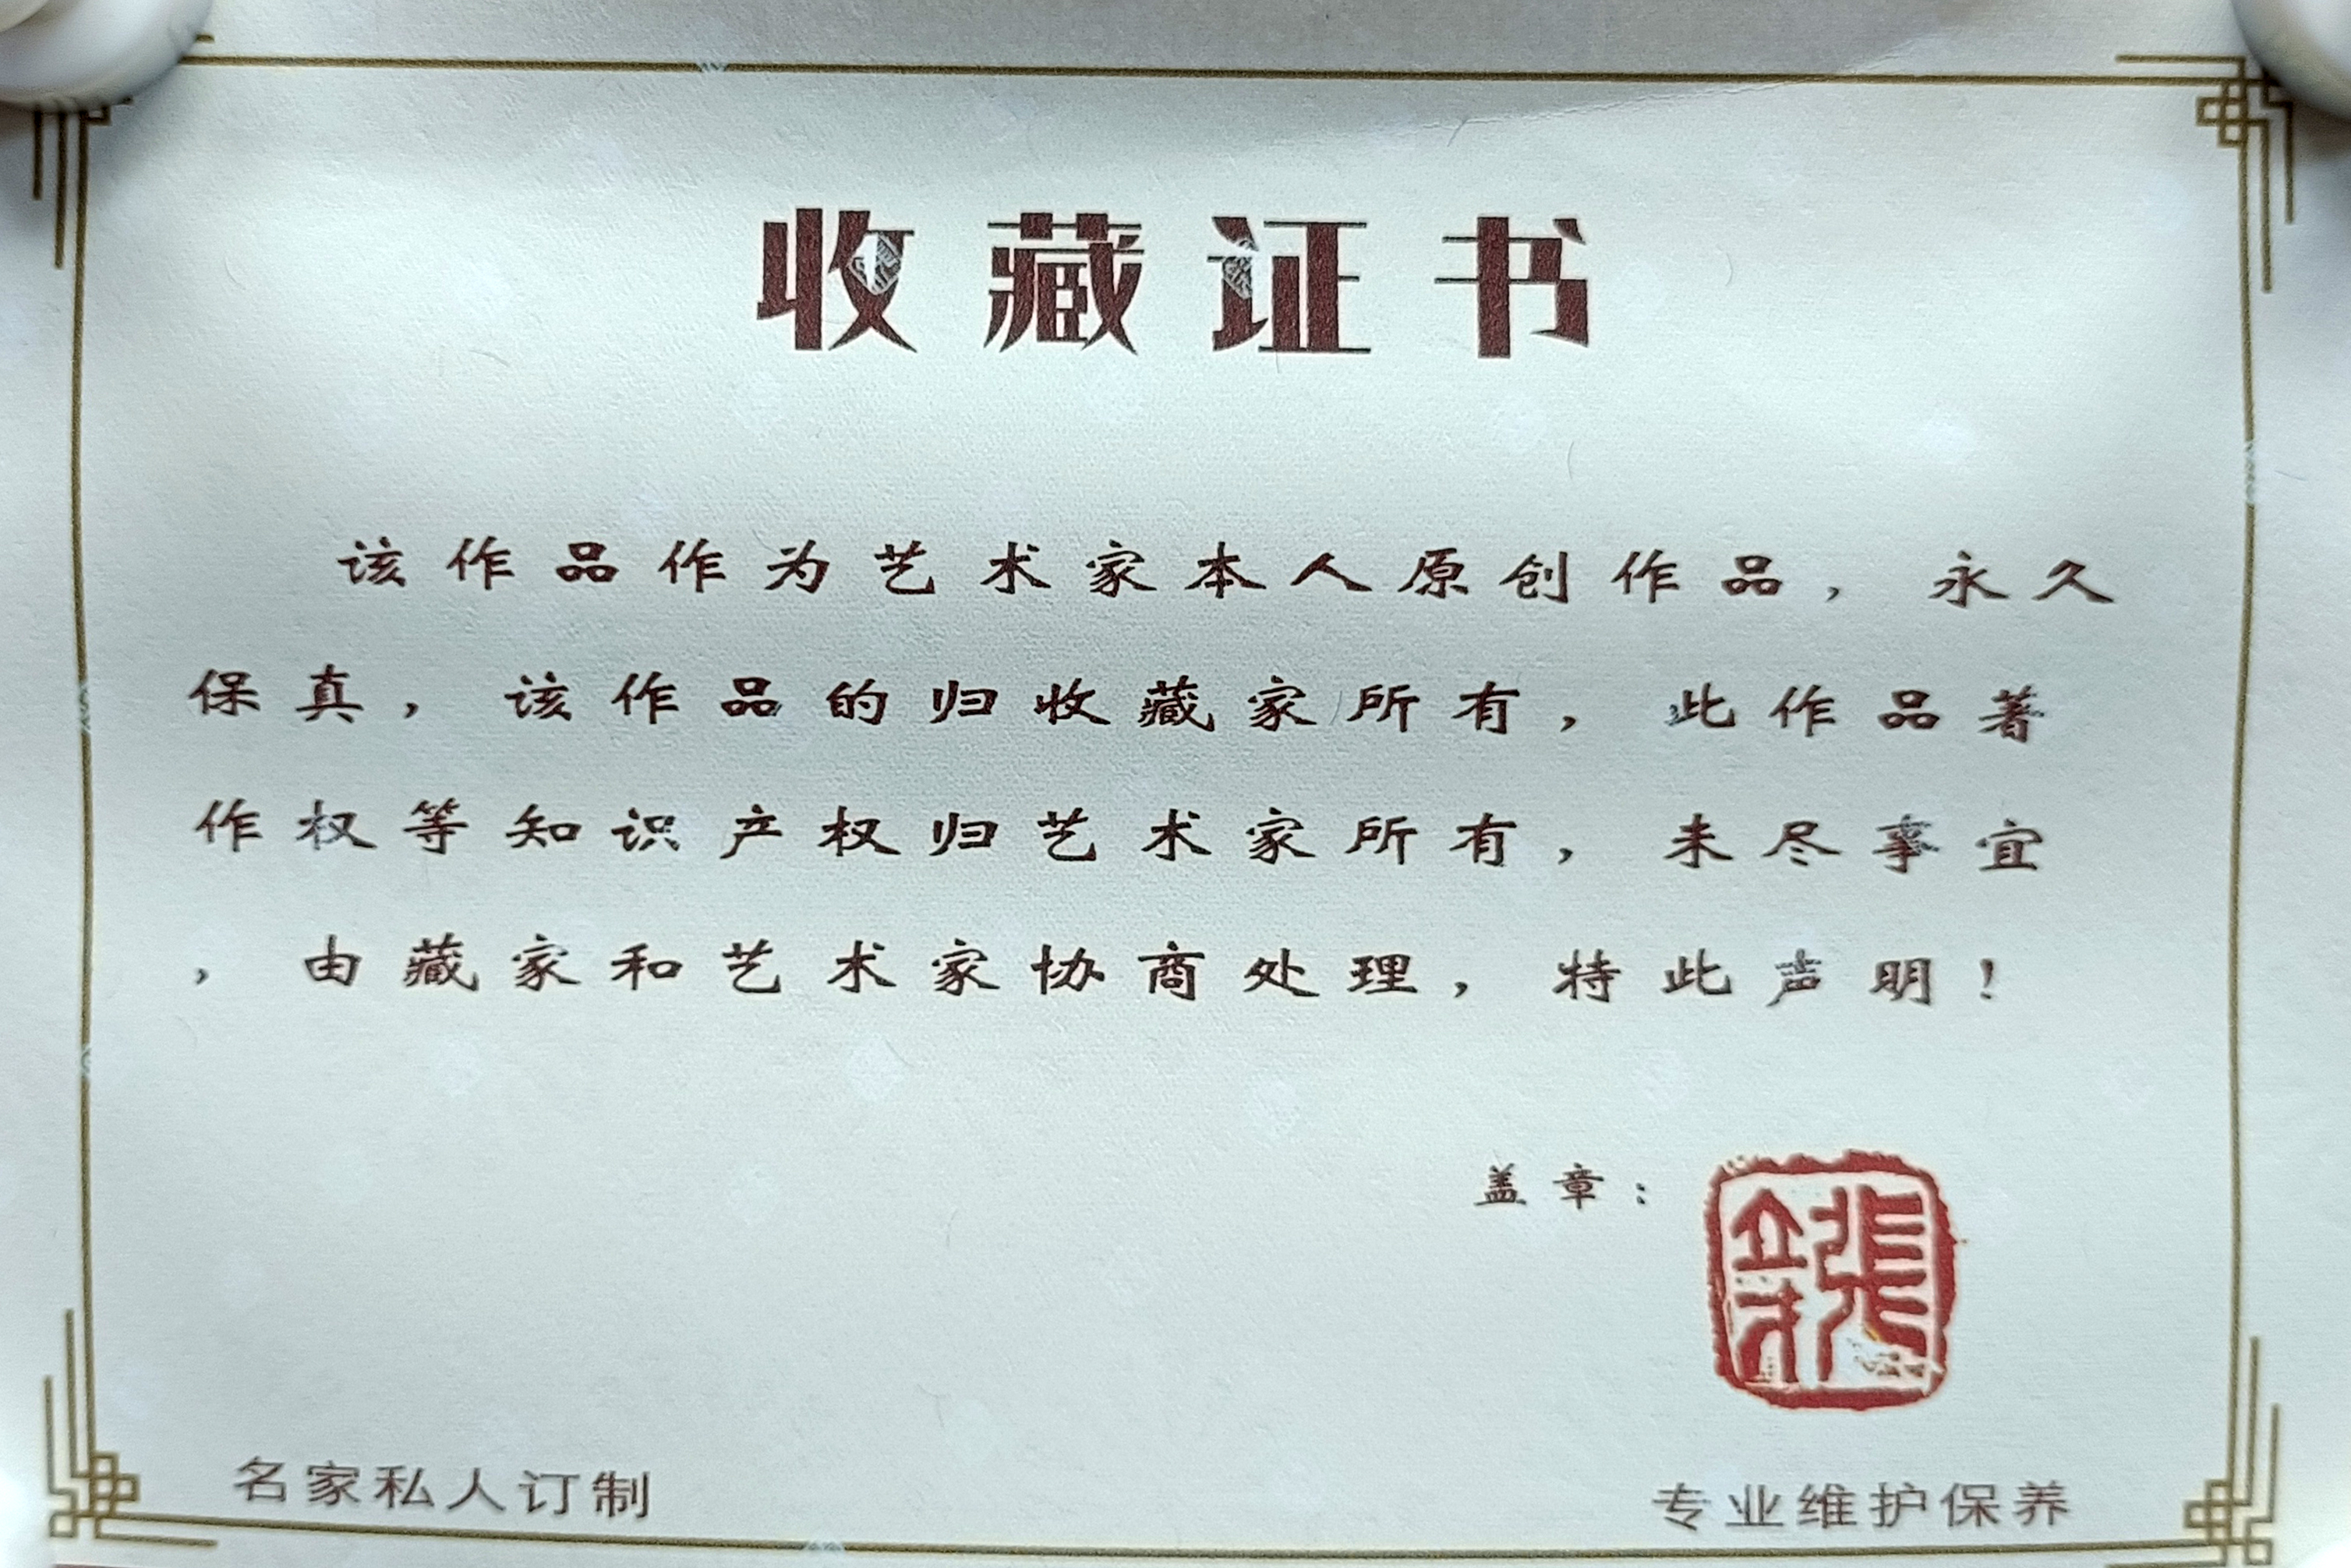 收藏证书
该作品作为艺术家本人原创作品，永久
保真，该作品的归收藏家所有，此作品著
作权等知识产权归艺术家所有，未尽事宜
，由藏家和艺术家协商处理，特此声明！
盖章：
名家私人订制
专业维护保养